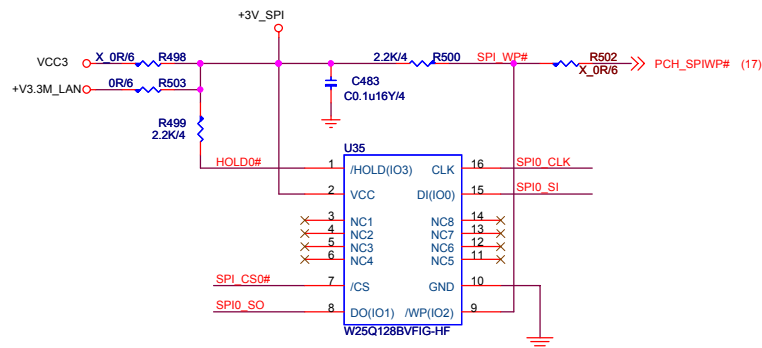 +3V_SPI
VCC3 X_0R/6 R498 2.2K/4 R500 SPI_WP# R502
X_0R/6 PCH_SPIWP# (17)
+V3.3M_LAN 0R/6 R503 C483
C0.1u16Y/4
R499
2.2K/4
U35
HOLD0# 1 /HOLD(IO3) CLK 16 SPI0_CLK
2 VCC DI(IO0) 15 SPI0_SI
3 NC1 NC8 14
4 NC2 NC7 13
5 NC3 NC6 12
6 NC4 NC5 11
SPI_CS0# 7 /CS GND 10
SPI0_SO 8 DO(IO1) /WP(IO2) 9
W25Q128BVFIG-HF